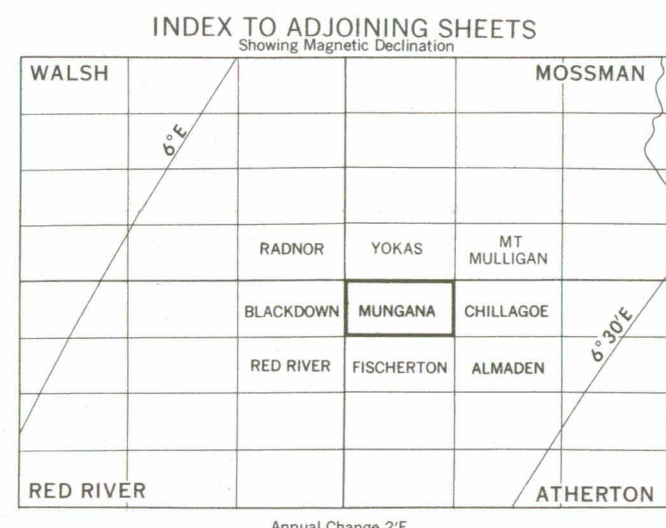 INDEX TO ADJOINING SHEETS
Showing Magnetic Declination
WALSH
MOSSMAN
6°E
RADNOR
YOKAS
MT
MULLIGAN
BLACKDOWN
MUNGANA
CHILLAGOE
6°30'E
RED RIVER
FISCHERTON
ALMADEN
RED RIVER
ATHERTON
Annual Change 2'E